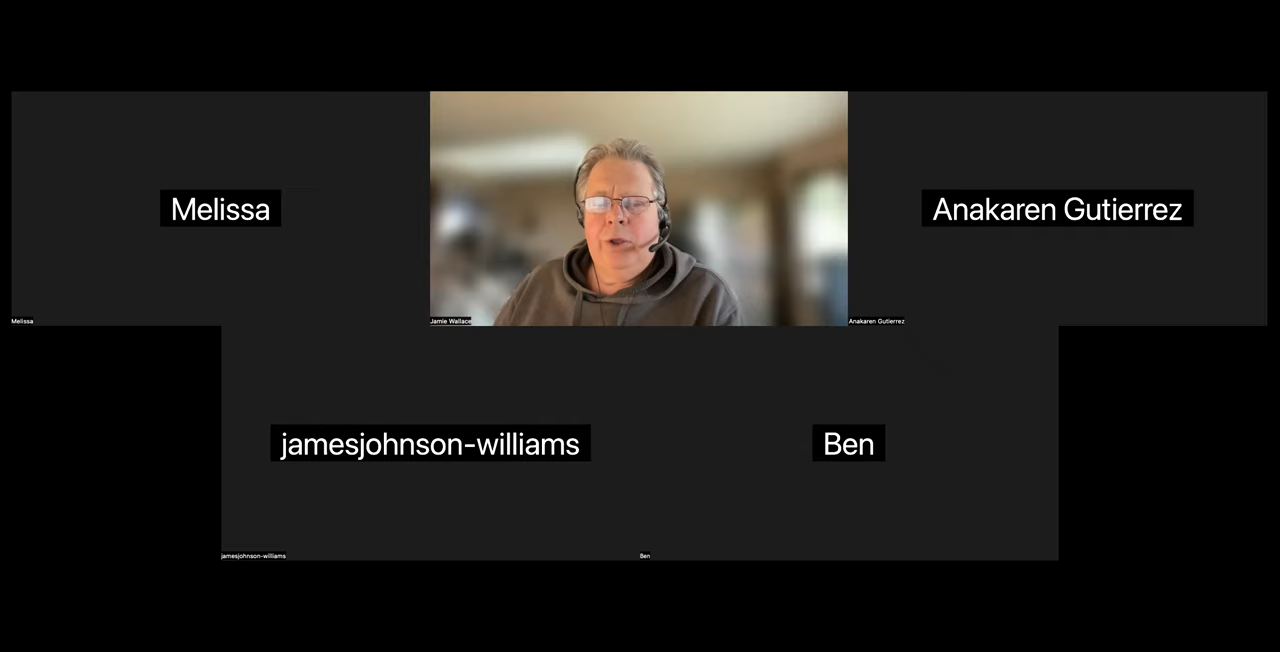 Melissa
Anakaren Gutierrez
Melissa
Jamie Wallace
Anakaren Gutierrez
jamesjohnson-williams
Ben
jamesjohnson-williams
Ben